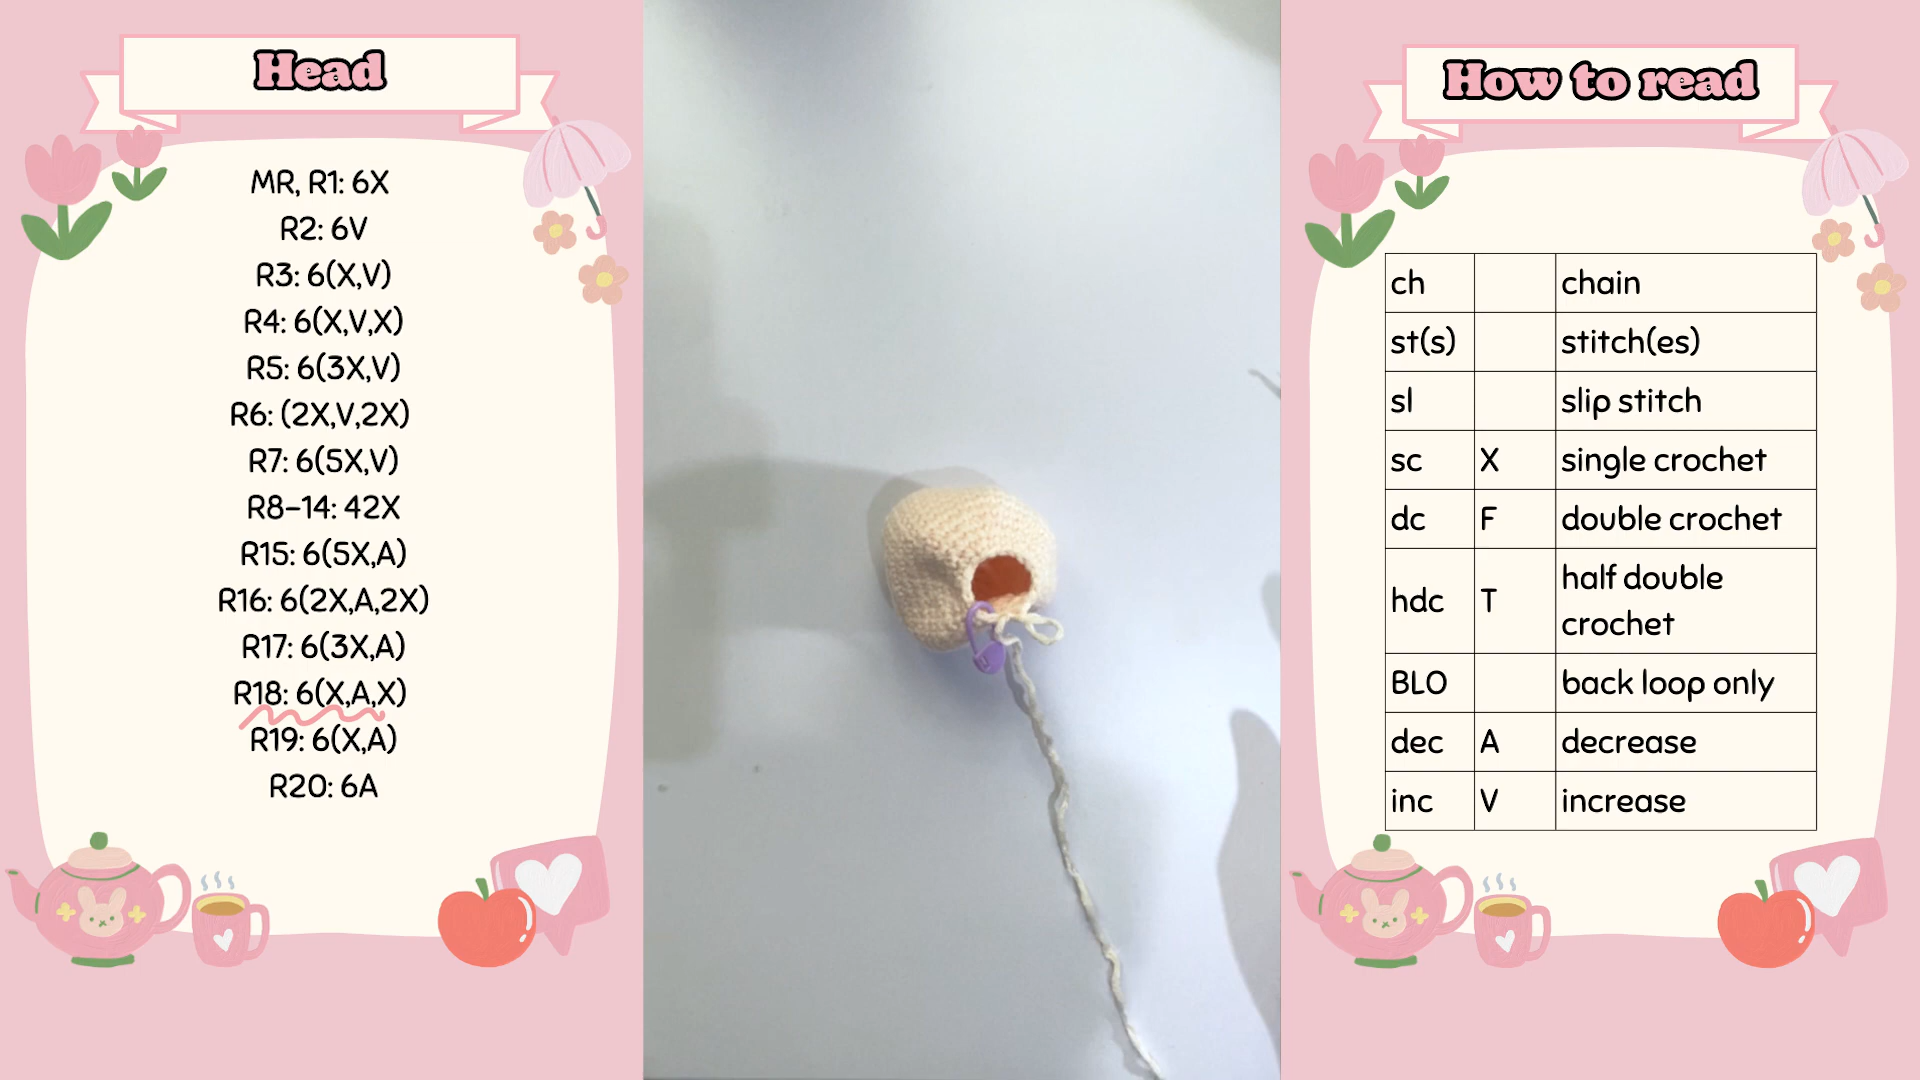 Head
MR, R1: 6X
R2: 6V
R3: 6(X,V)
R4: 6(X,V,X)
R5: 6(3X,V)
R6: (2X,V,2X)
R7: 6(5X,V)
R8-14: 42X
R15: 6(5X,A)
R16: 6(2X,A,2X)
R17: 6(3X,A)
R18: 6(X,A,X)
R19: 6(X,A)
R20: 6A
How to read
ch chain
st(s) stitch(es)
sl slip stitch
sc X single crochet
dc F double crochet
hdc T half double
crochet
BLO back loop only
dec A decrease
inc V increase